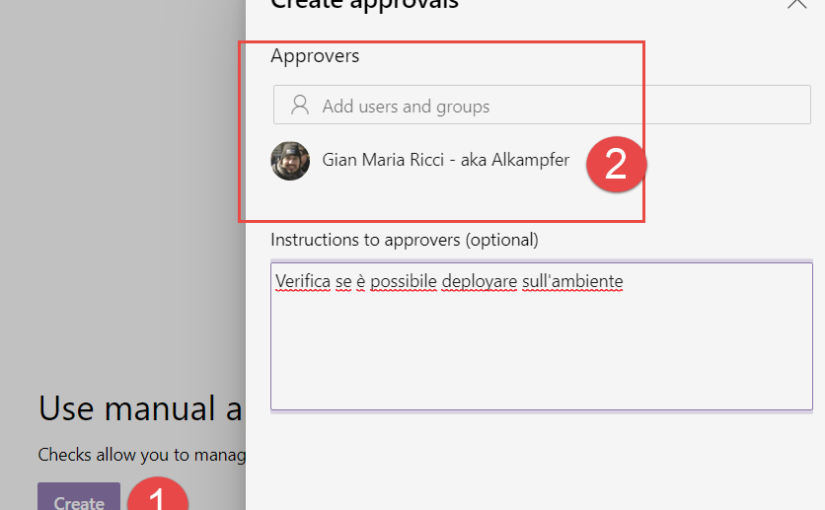 Create approvals
Approvers
Add users and groups
Gian Maria Ricci - aka Alkampfer
2
Instructions to approvers (optional)
Verifica se è possibile deployare sull'ambiente
Use manual a
Checks allow you to manag
Create
1